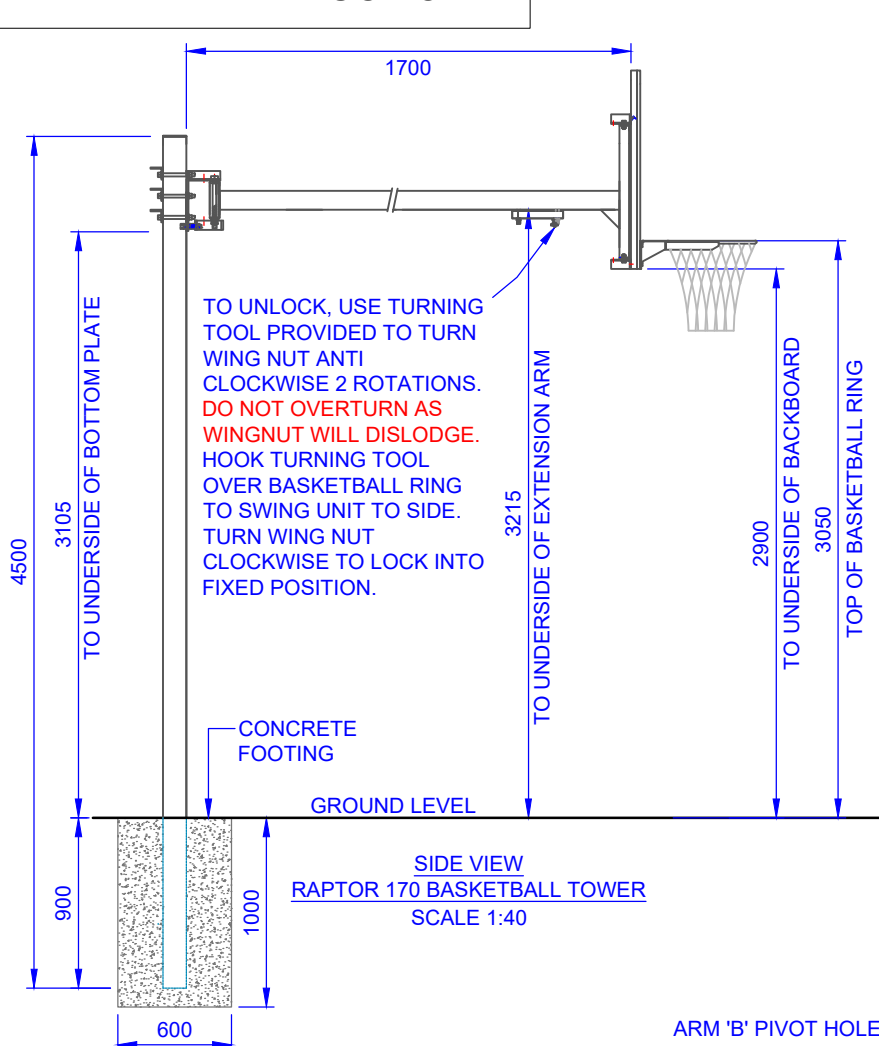 1700
TO UNLOCK, USE TURNING
TOOL PROVIDED TO TURN
WING NUT ANTI
CLOCKWISE 2 ROTATIONS.
DO NOT OVERTURN AS
WINGNUT WILL DISLODGE.
HOOK TURNING TOOL
OVER BASKETBALL RING
TO SWING UNIT TO SIDE.
TURN WING NUT
CLOCKWISE TO LOCK INTO
FIXED POSITION.
4500
3105
TO UNDERSIDE OF BOTTOM PLATE
3215
TO UNDERSIDE OF EXTENSION ARM
2900
TO UNDERSIDE OF BACKBOARD
3050
TOP OF BASKETBALL RING
CONCRETE
FOOTING
GROUND LEVEL
900
1000
600
SIDE VIEW
RAPTOR 170 BASKETBALL TOWER
SCALE 1:40
ARM 'B' PIVOT HOLE